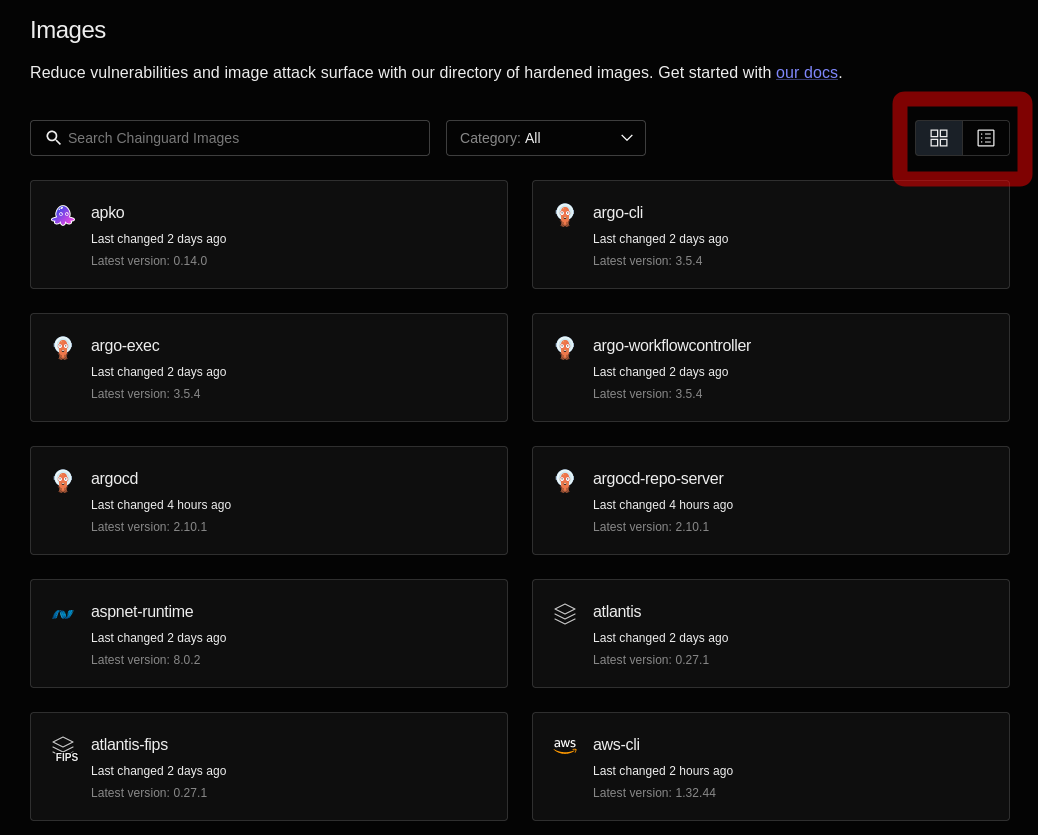 Images
Reduce vulnerabilities and image attack surface with our directory of hardened images. Get started with our docs.
Search Chainguard Images
Category: All
apko
Last changed 2 days ago
Latest version: 0.14.0
argo-cli
Last changed 2 days ago
Latest version: 3.5.4
argo-exec
Last changed 2 days ago
Latest version: 3.5.4
argo-workflowcontroller
Last changed 2 days ago
Latest version: 3.5.4
argocd
Last changed 4 hours ago
Latest version: 2.10.1
argocd-repo-server
Last changed 4 hours ago
Latest version: 2.10.1
aspnet-runtime
Last changed 2 days ago
Latest version: 8.0.2
atlantis
Last changed 2 days ago
Latest version: 0.27.1
FIPS
atlantis-fips
Last changed 2 days ago
Latest version: 0.27.1
aws
aws-cli
Last changed 2 hours ago
Latest version: 1.32.44